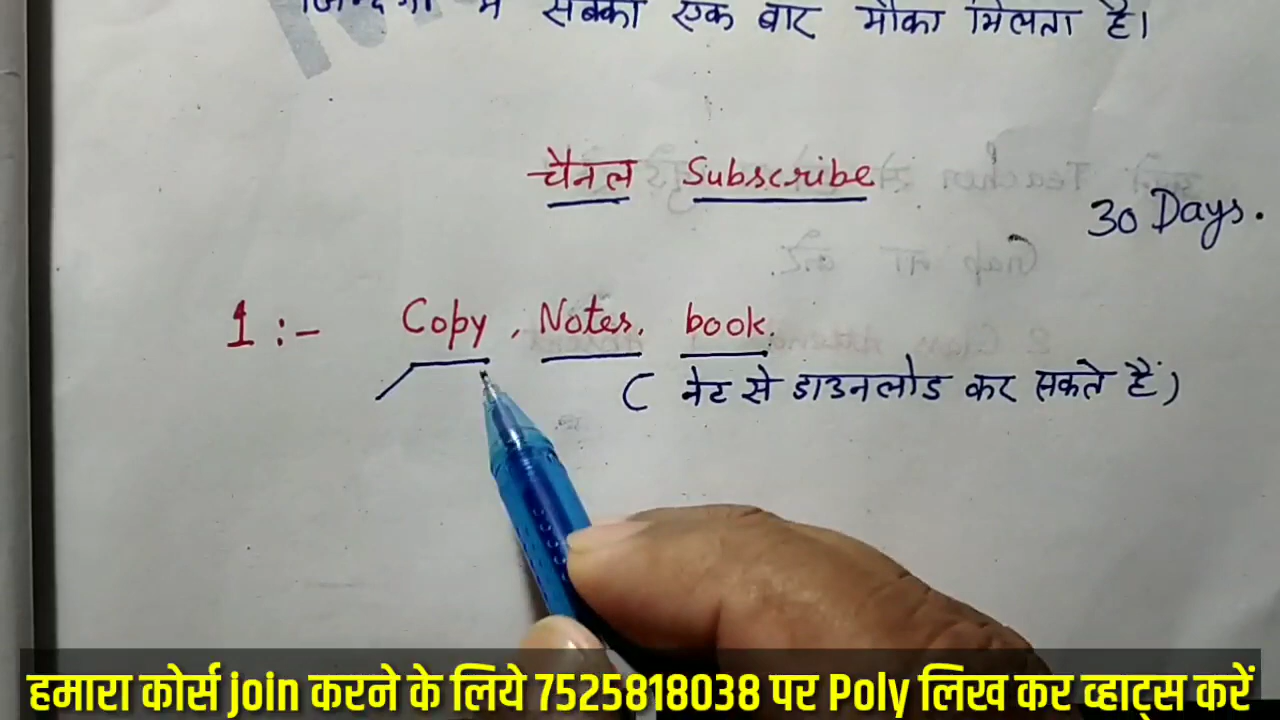 जिन्दगी में सबको एक बार मौका मिलता है।
चैनल Subscribe
30 Days.
1:- Copy, Notes, book.
( नेट से डाउनलोड कर सकते हैं)
हमारा कोर्स join करने के लिये 7525818038 पर Poly लिख कर व्हाट्स करें